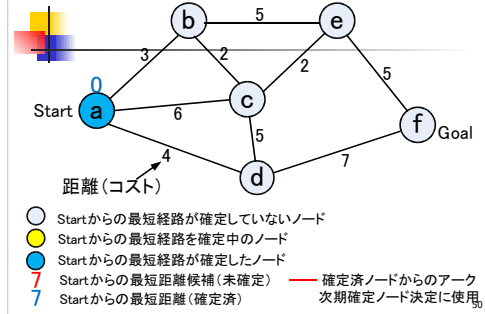 5
b
e
3
2
2
5
0
a
Start
6
c
f
Goal
5
4
7
d
距離(コスト)
Startからの最短経路が確定していないノード
Startからの最短経路を確定中のノード
Startからの最短経路が確定したノード
7 Startからの最短距離候補(未確定)
確定済ノードからのアーク
7 Startからの最短距離(確定済)
次期確定ノード決定に使用
50